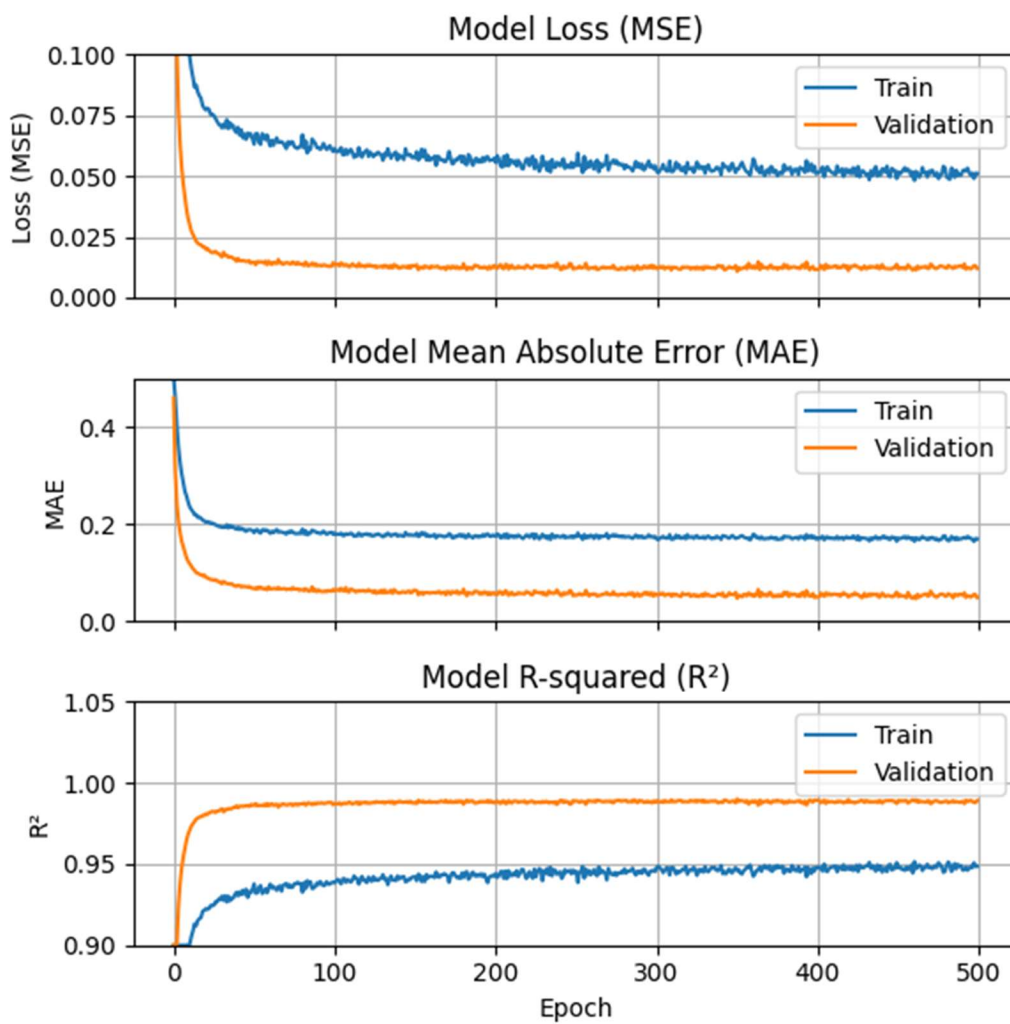 Model Loss (MSE)
0.100
0.075
0.050
0.025
0.000
Loss (MSE)
Train
Validation
Model Mean Absolute Error (MAE)
0.4
0.2
0.0
MAE
Train
Validation
Model R-squared (R²)
1.05
1.00
0.95
0.90
R²
Train
Validation
0 100 200 300 400 500
Epoch